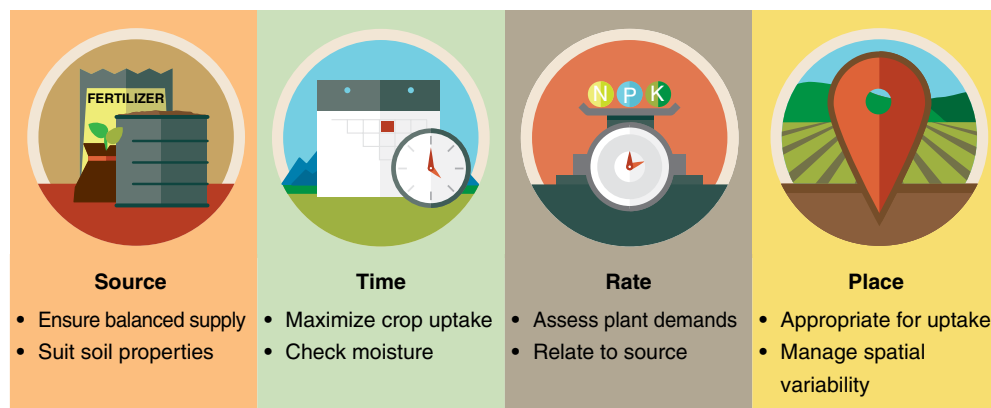 FERTILIZER
N P K
Source
• Ensure balanced supply
• Suit soil properties
Time
• Maximize crop uptake
• Check moisture
Rate
• Assess plant demands
• Relate to source
Place
• Appropriate for uptake
• Manage spatial
variability